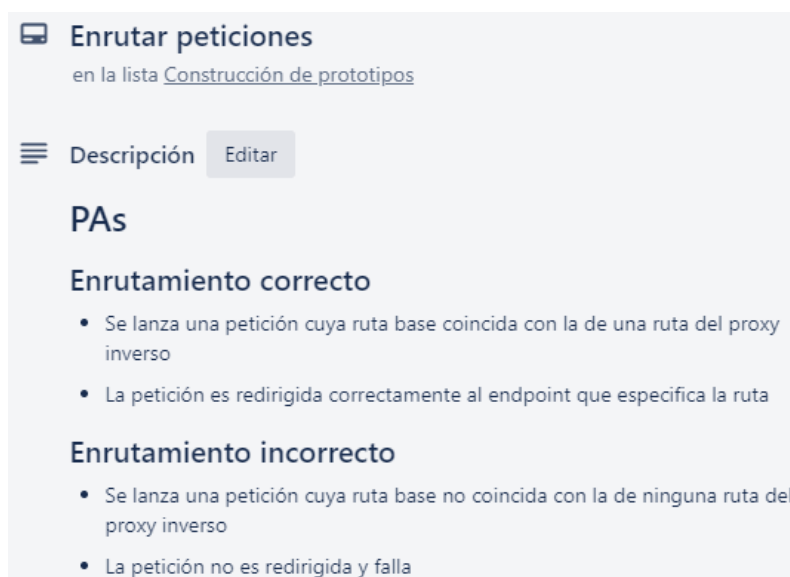 Enrutar peticiones
en la lista Construcción de prototipos
Descripción Editar
PAs
Enrutamiento correcto
• Se lanza una petición cuya ruta base coincida con la de una ruta del proxy
inverso
• La petición es redirigida correctamente al endpoint que especifica la ruta
Enrutamiento incorrecto
• Se lanza una petición cuya ruta base no coincida con la de ninguna ruta del
proxy inverso
• La petición no es redirigida y falla